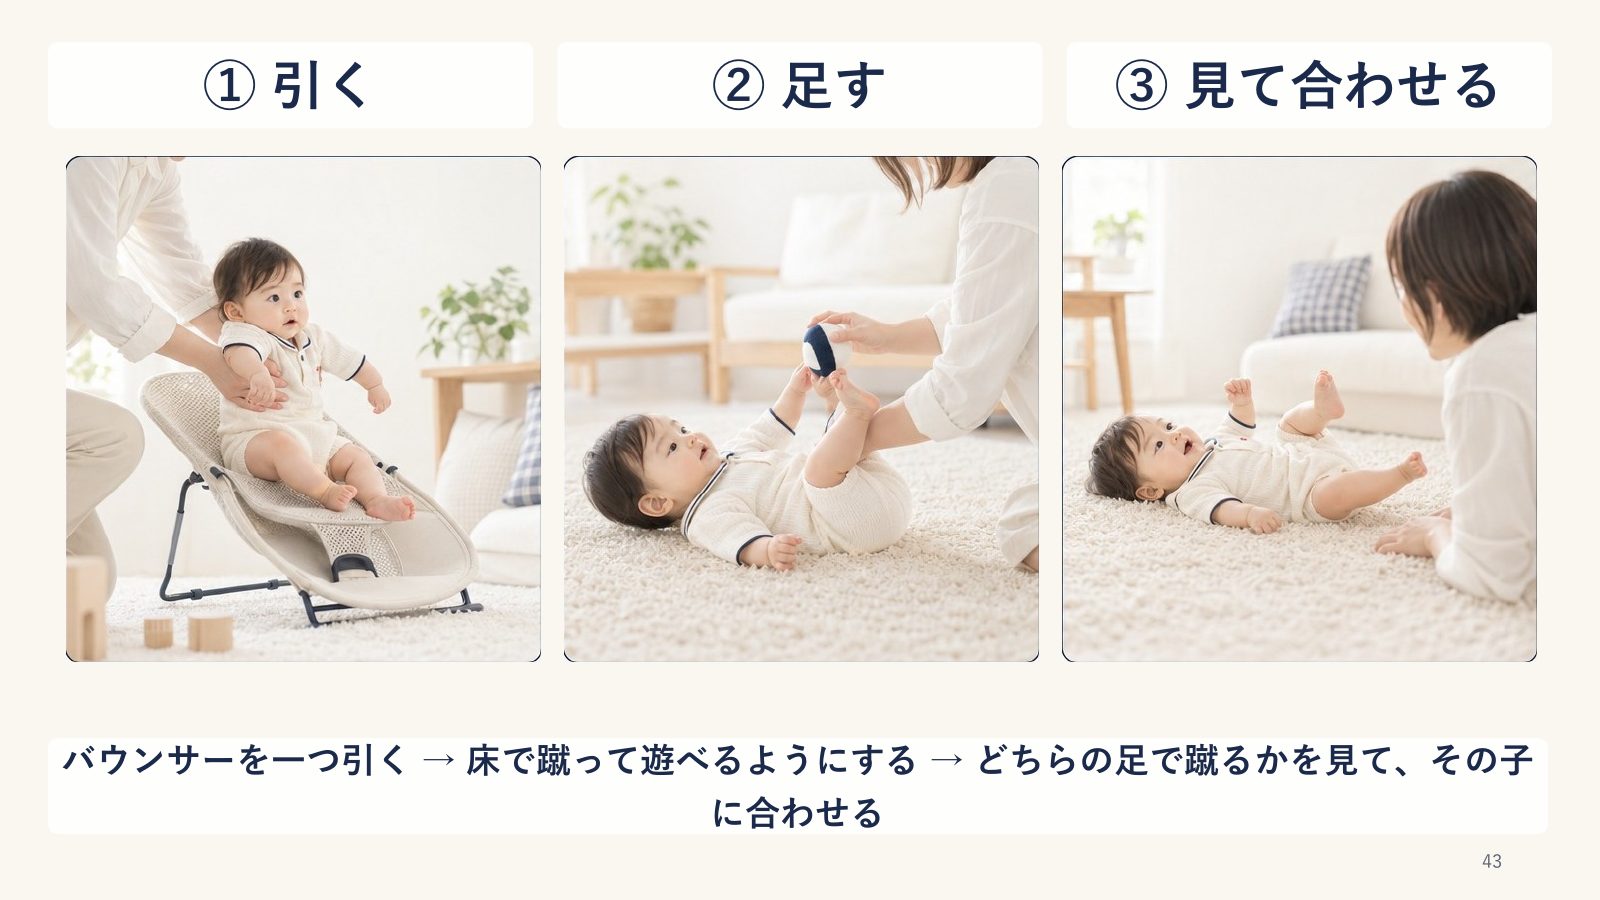 ① 引く
② 足す
③ 見て合わせる
バウンサーを一つ引く → 床で蹴って遊べるようにする → どちらの足で蹴るかを見て、その子
に合わせる
43